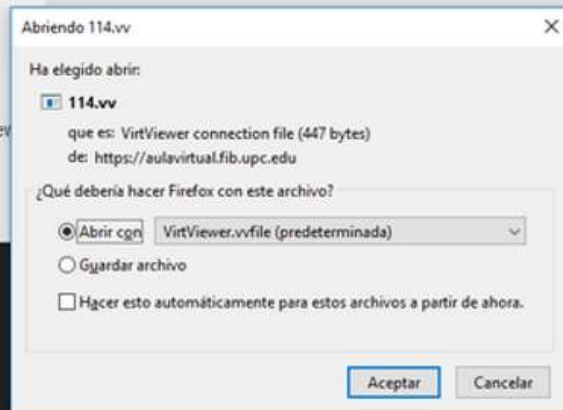 Abriendo 114.vv
Ha elegido abrir:
114.vv
que es: VirtViewer connection file (447 bytes)
de: https://aulavirtual.fib.upc.edu
¿Qué debería hacer Firefox con este archivo?
Abrir con VirtViewer.vvfile (predeterminada)
Guardar archivo
Hacer esto automáticamente para estos archivos a partir de ahora.
Aceptar Cancelar